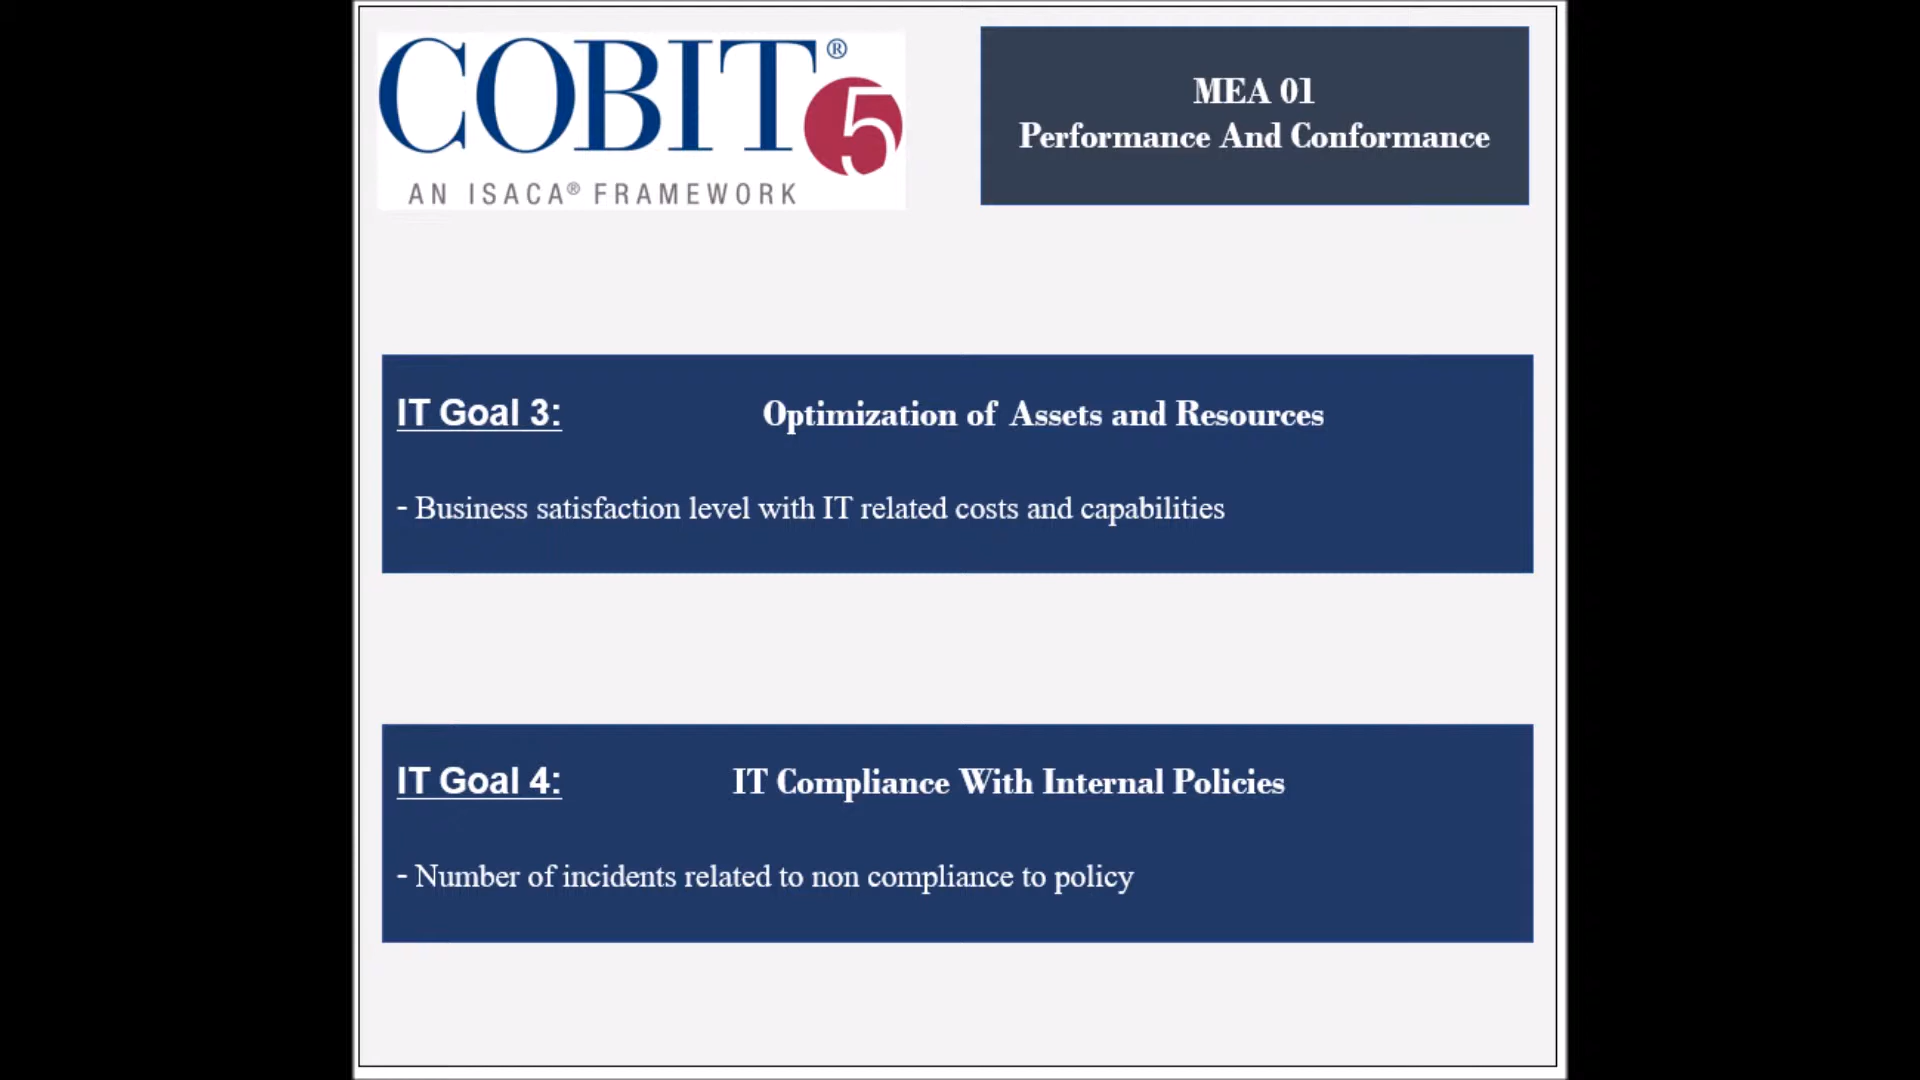 COBIT® 5
AN ISACA® FRAMEWORK
MEA 01
Performance And Conformance
IT Goal 3: Optimization of Assets and Resources
- Business satisfaction level with IT related costs and capabilities
IT Goal 4: IT Compliance With Internal Policies
- Number of incidents related to non compliance to policy